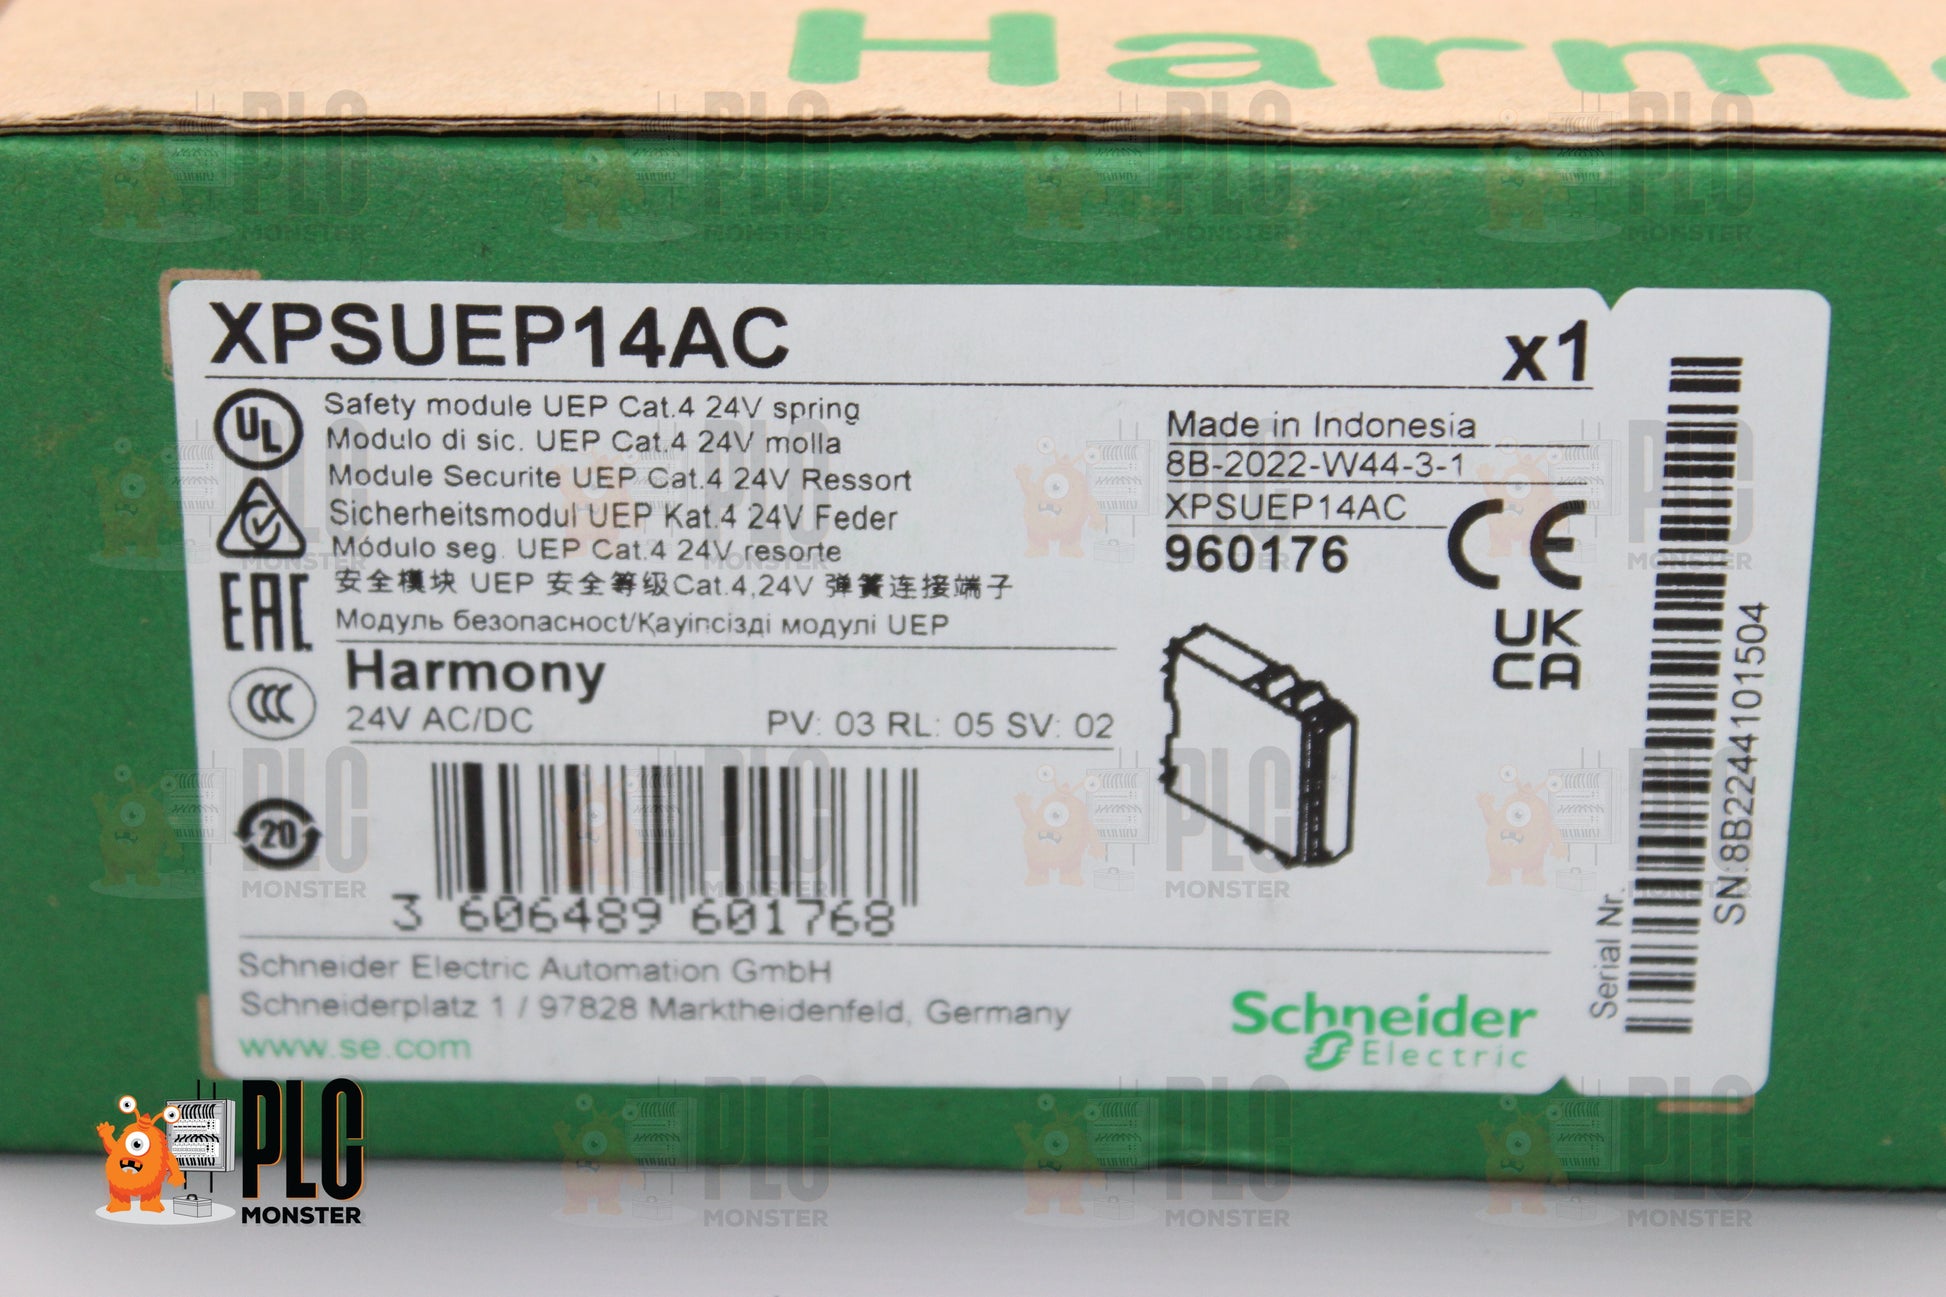 Harm
XPSUEP14AC
x1
UL
Safety module UEP Cat.4 24V spring
Modulo di sic. UEP Cat.4 24V molla
Module Securite UEP Cat.4 24V Ressort
Sicherheitsmodul UEP Kat.4 24V Feder
Módulo seg. UEP Cat.4 24V resorte
安全模块 UEP 安全等级Cat.4,24V 弹簧连接端子
Модуль безопасност/Қауіпсізді модулі UEP
EAC
CCC
Harmony
24V AC/DC
PV: 03 RL: 05 SV: 02
Made in Indonesia
8B-2022-W44-3-1
XPSUEP14AC
960176
CE
UK
CA
20
3 606489 601768
Schneider Electric Automation GmbH
Schneiderplatz 1 / 97828 Marktheidenfeld, Germany
www.se.com
Schneider
Electric
Serial Nr.
SN:8B2244101504
PLC
MONSTER